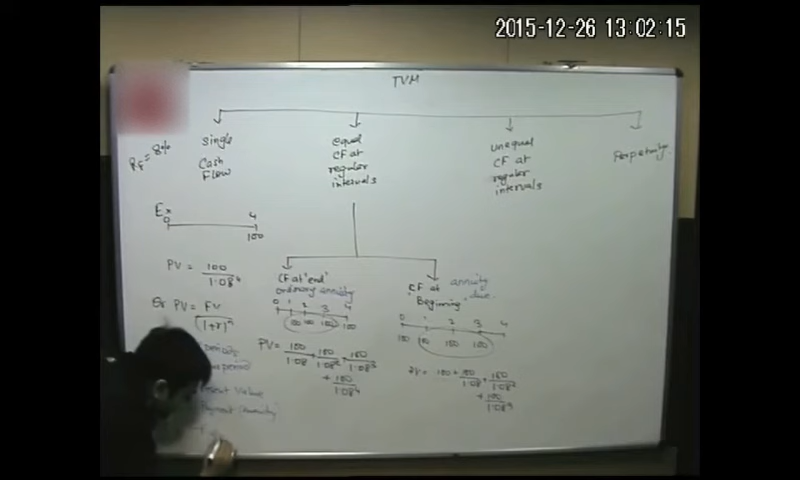 2015-12-26 13:02:15
TVM
Rf = 8%
single
Cash
Flow
equal
CF at
regular
intervals
unequal
CF at
regular
intervals
Perpetuity
Ex
0 4
100
PV = 100
1.08⁴
PV = FV
(1+r)ⁿ
CF at "end"
ordinary annuity
0 1 2 3 4
100 100 100 100
PV = 100/1.08 + 100/1.08² + 100/1.08³
+ 100/1.08⁴
CF at annuity
"Beginning" due
0 1 2 3 4
100 100 100 100
PV = 100 + 100/1.08 + 100/1.08²
+ 100/1.08³
Value
Payment (Annuity)